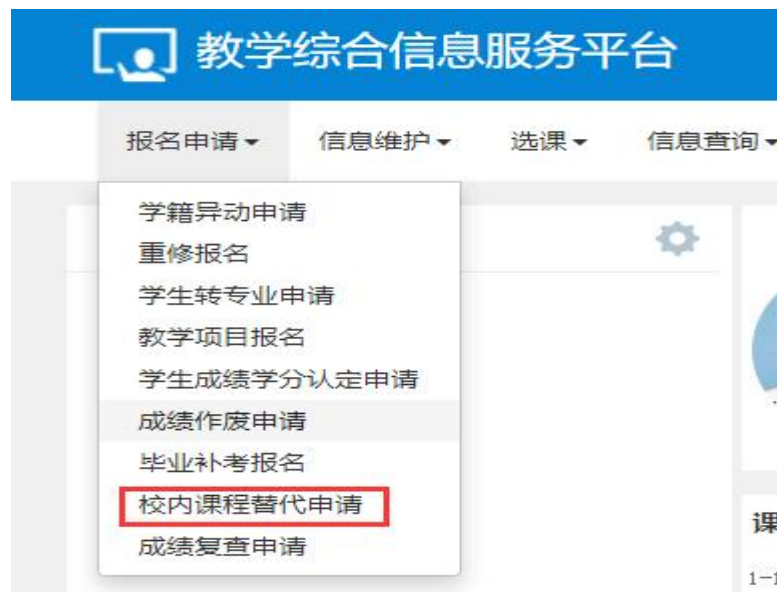 教学综合信息服务平台
报名申请 信息维护 选课 信息查询
学籍异动申请
重修报名
学生转专业申请
教学项目报名
学生成绩学分认定申请
成绩作废申请
毕业补考报名
校内课程替代申请
成绩复查申请
课
1-1